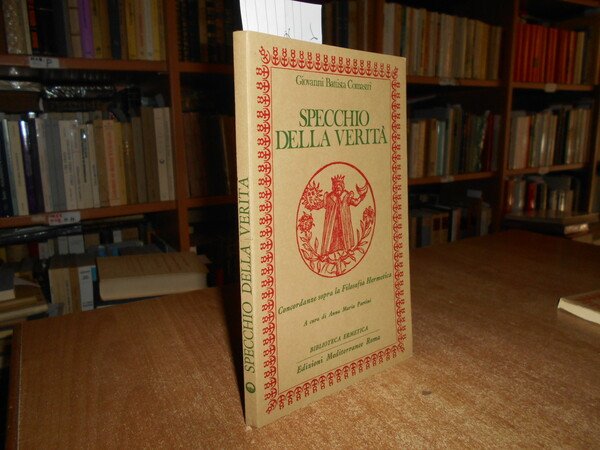 Giovanni Battista Comastri
SPECCHIO
DELLA VERITÀ
Concordanze sopra la Filosofia Hermetica
A cura di Anna Maria
BIBLIOTECA ERMETICA
Edizioni Mediterranee Roma
SPECCHIO DELLA VERITÀ